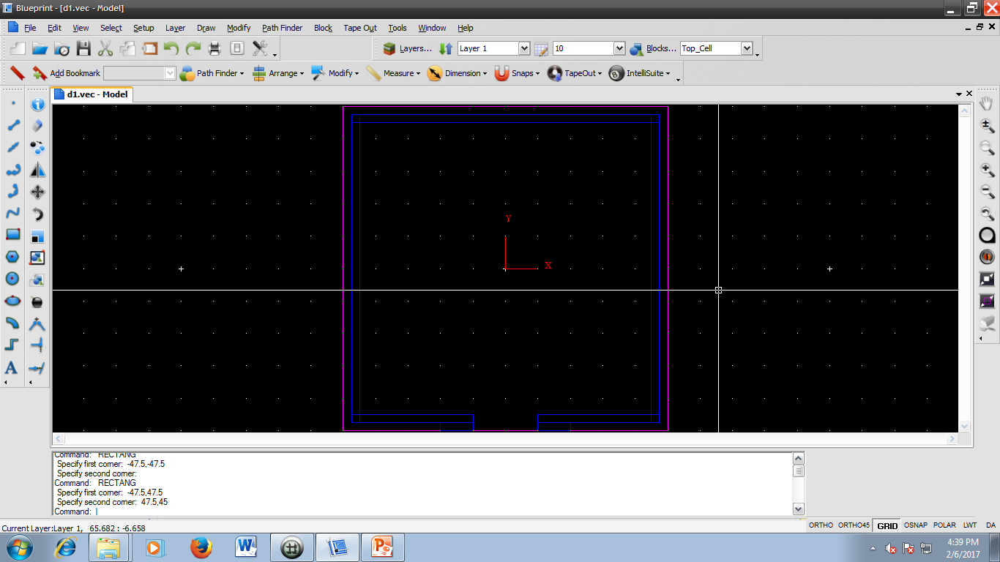 Blueprint - [d1.vec - Model]
File Edit View Select Setup Layer Draw Modify Path Finder Block Tape Out Tools Window Help
Layers... Layer 1 10 Blocks... Top_Cell
Add Bookmark Path Finder Arrange Modify Measure Dimension Snaps TapeOut IntelliSuite
d1.vec - Model
Y
X
A
Command: RECTANG
Specify first corner: -47.5,-47.5
Specify second corner:
Command: RECTANG
Specify first corner: -47.5,47.5
Specify second corner: 47.5,45
Command:
Current Layer:Layer 1, 65.682 : -6.658
ORTHO ORTHO45 GRID OSNAP POLAR LWT DA
4:39 PM
2/6/2017